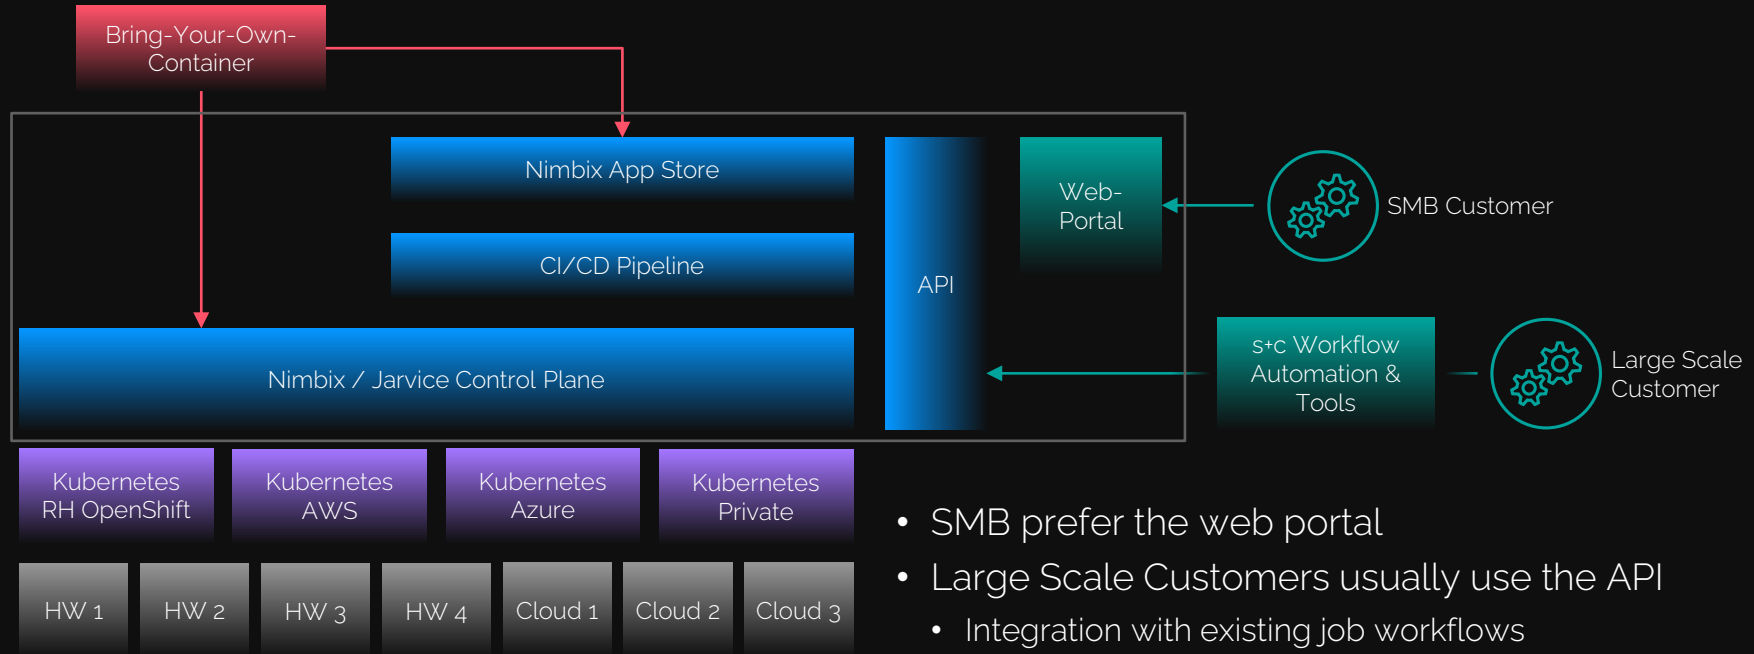 Bring-Your-Own-
Container
Nimbix App Store
CI/CD Pipeline
Nimbix / Jarvice Control Plane
API
Web-
Portal
SMB Customer
s+c Workflow
Automation &
Tools
Large Scale
Customer
Kubernetes
RH OpenShift
Kubernetes
AWS
Kubernetes
Azure
Kubernetes
Private
HW 1
HW 2
HW 3
HW 4
Cloud 1
Cloud 2
Cloud 3
• SMB prefer the web portal
• Large Scale Customers usually use the API
• Integration with existing job workflows